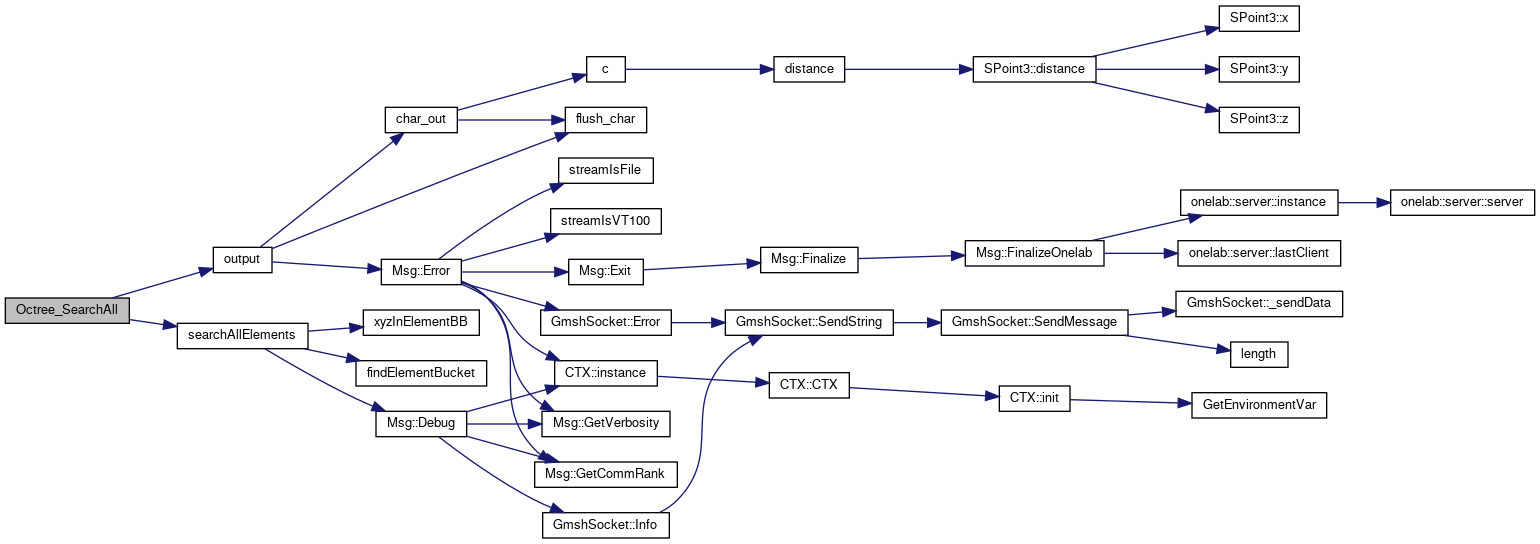 SPoint3::x
c
distance
SPoint3::distance
SPoint3::y
char_out
flush_char
SPoint3::z
streamIsFile
onelab::server::instance
onelab::server::server
streamIsVT100
output
Msg::Error
Msg::Exit
Msg::Finalize
Msg::FinalizeOnelab
onelab::server::lastClient
Octree_SearchAll
GmshSocket::_sendData
searchAllElements
xyzInElementBB
GmshSocket::Error
GmshSocket::SendString
GmshSocket::SendMessage
length
findElementBucket
CTX::instance
CTX::CTX
CTX::init
GetEnvironmentVar
Msg::Debug
Msg::GetVerbosity
Msg::GetCommRank
GmshSocket::Info